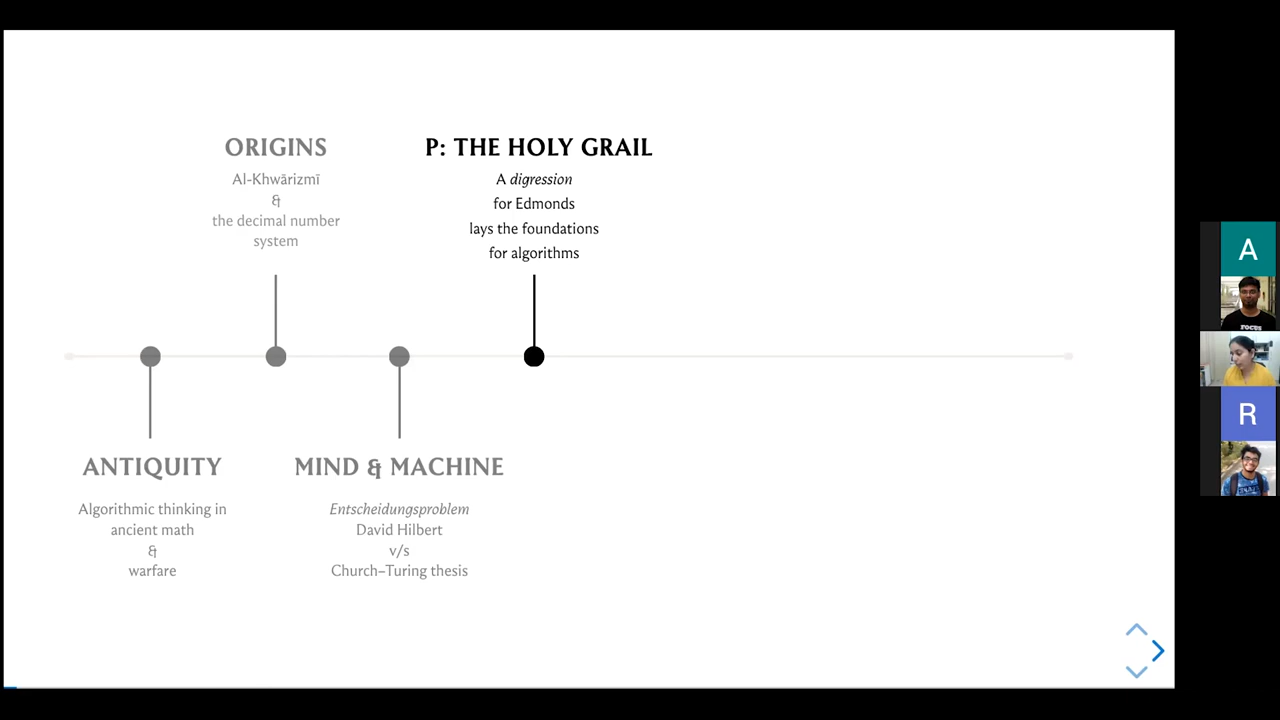 ORIGINS
Al-Khwārizmī
&
the decimal number
system
P: THE HOLY GRAIL
A digression
for Edmonds
lays the foundations
for algorithms
ANTIQUITY
Algorithmic thinking in
ancient math
&
warfare
MIND & MACHINE
Entscheidungsproblem
David Hilbert
v/s
Church–Turing thesis
A
FOCUS
R